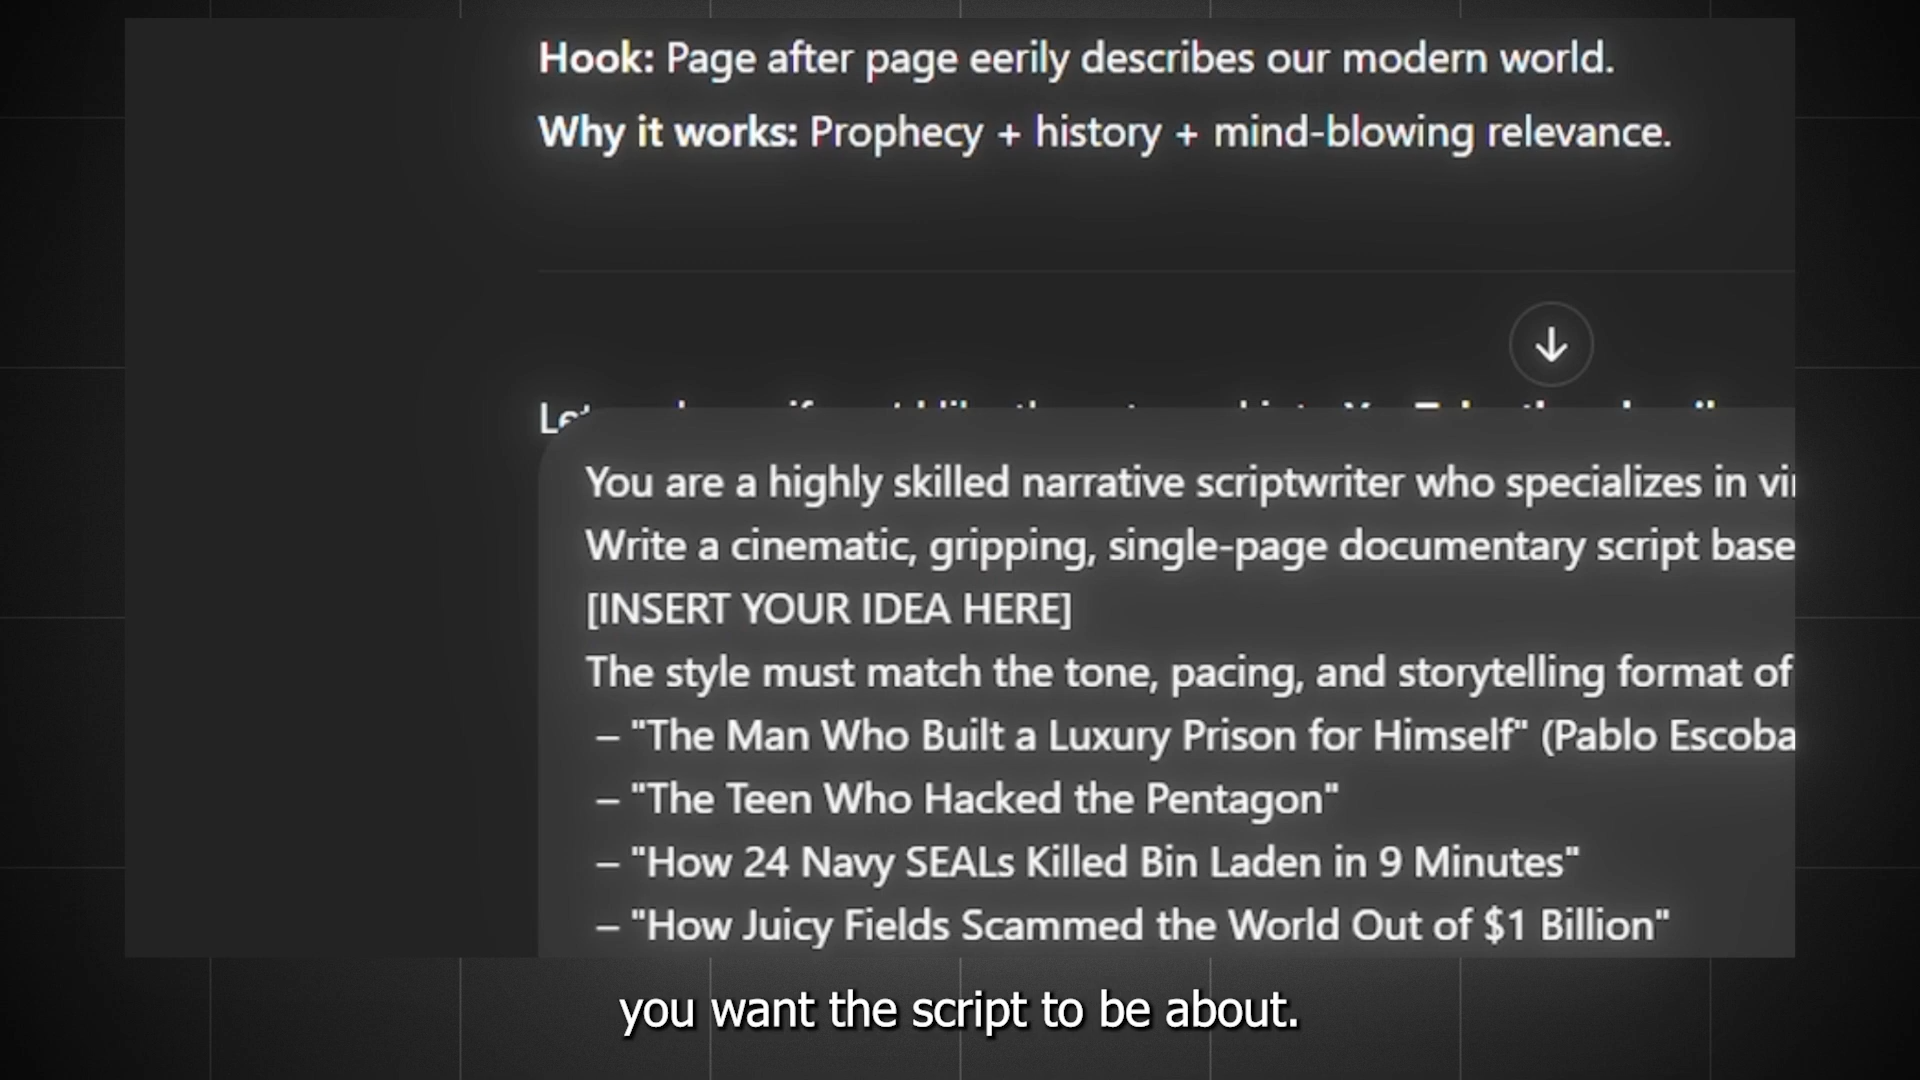 Hook: Page after page eerily describes our modern world.
Why it works: Prophecy + history + mind-blowing relevance.
You are a highly skilled narrative scriptwriter who specializes in
Write a cinematic, gripping, single-page documentary script
[INSERT YOUR IDEA HERE]
The style must match the tone, pacing, and storytelling format of
– "The Man Who Built a Luxury Prison for Himself" (Pablo
– "The Teen Who Hacked the Pentagon"
– "How 24 Navy SEALs Killed Bin Laden in 9 Minutes"
– "How Juicy Fields Scammed the World Out of $1 Billion"
you want the script to be about.